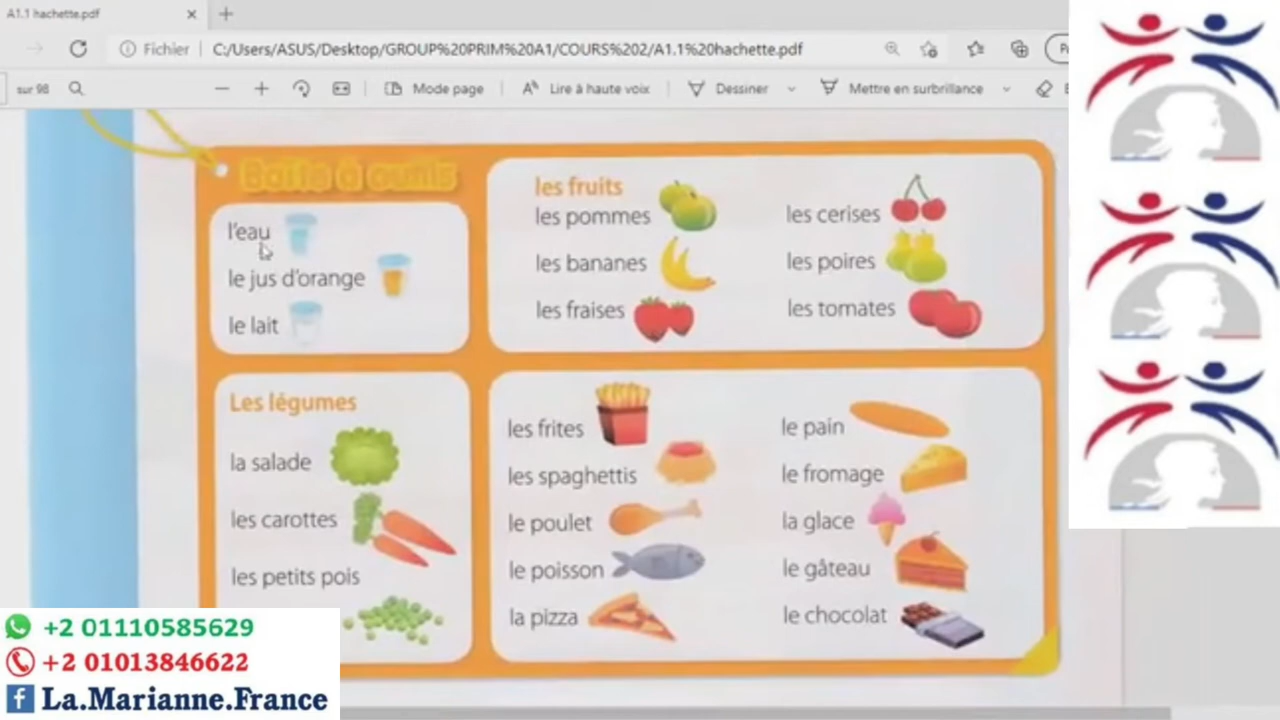 A1.1 hachette.pdf
Fichier C:/Users/ASUS/Desktop/GROUP%20PRIM%20A1/COURS%202/A1.1%20hachette.pdf
sur 98 Mode page Lire à haute voix Dessiner Mettre en surbrillance
Boîte à outils
l'eau
le jus d'orange
le lait
les fruits
les pommes
les bananes
les fraises
les cerises
les poires
les tomates
Les légumes
la salade
les carottes
les petits pois
les frites
les spaghettis
le poulet
le poisson
la pizza
le pain
le fromage
la glace
le gâteau
le chocolat
+2 01110585629
+2 01013846622
La.Marianne.France